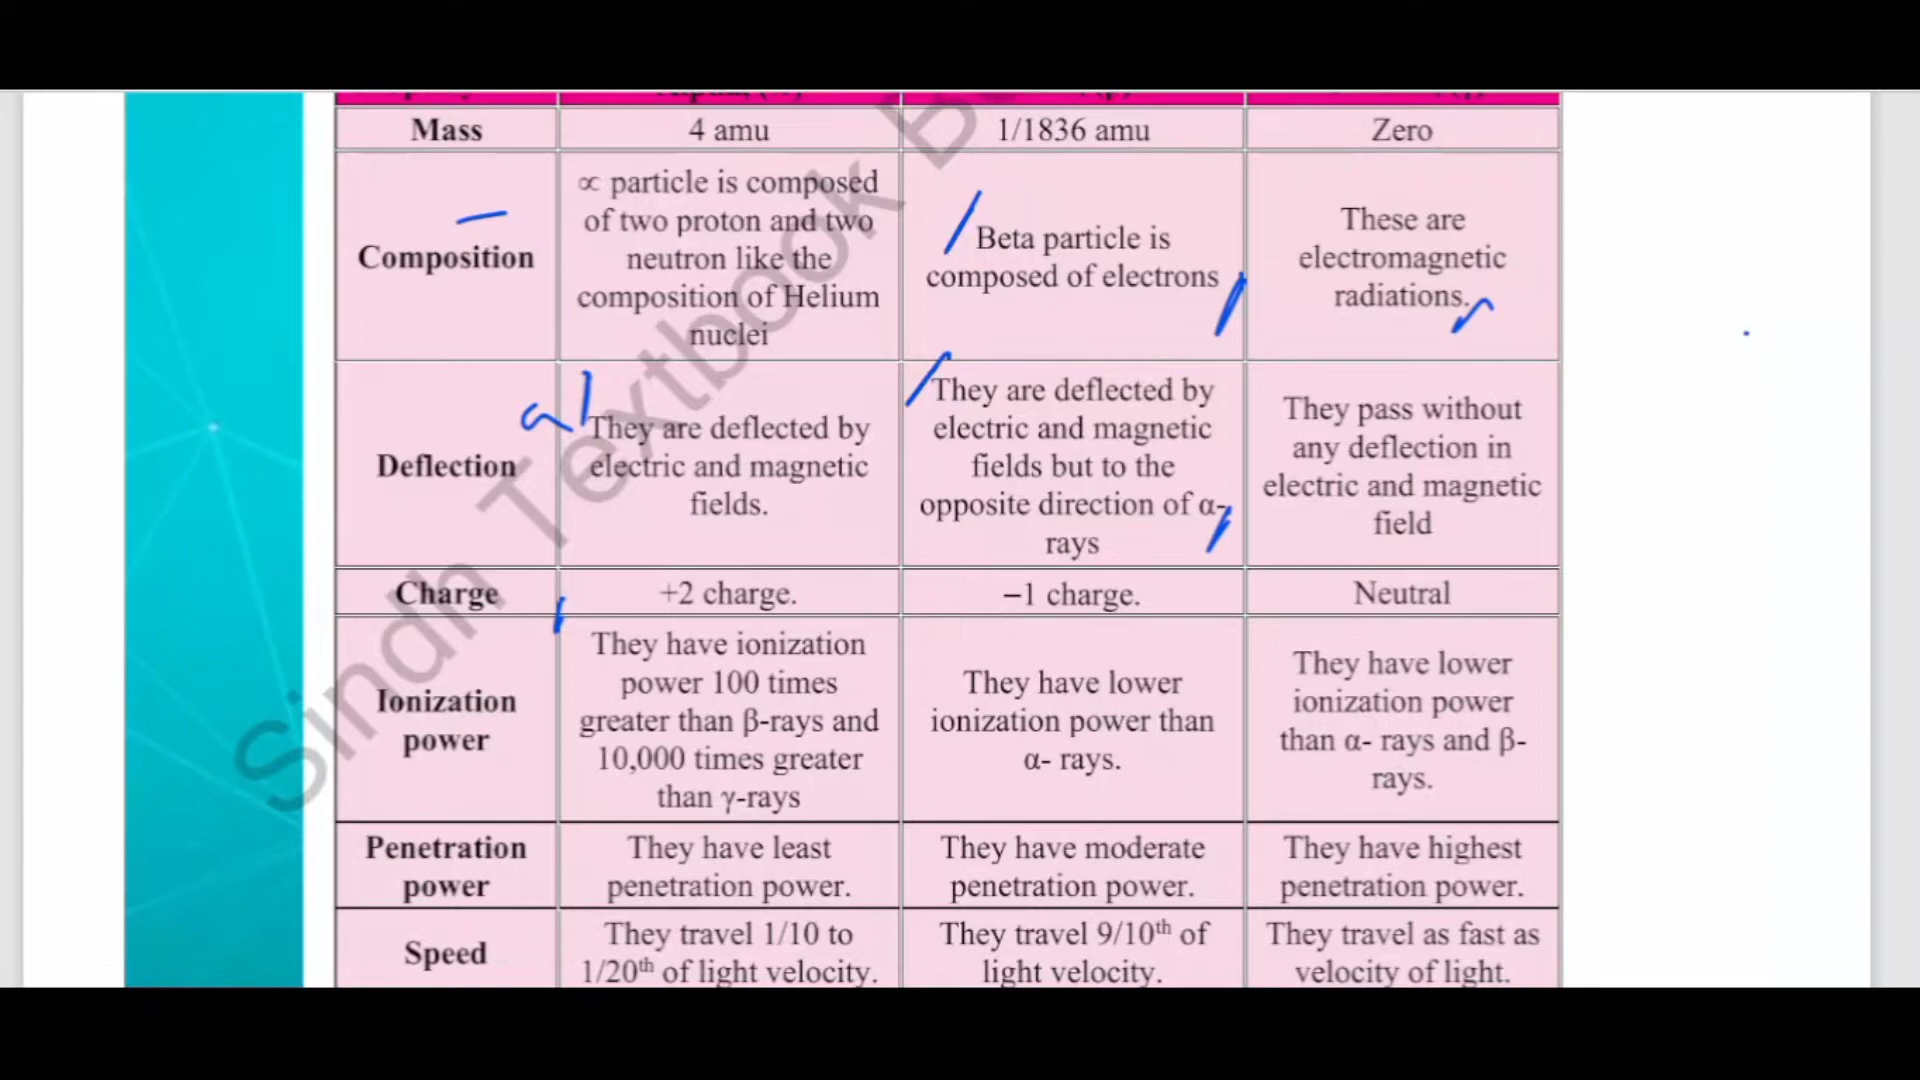 Mass
4 amu
1/1836 amu
Zero
Composition
∝ particle is composed
of two proton and two
neutron like the
composition of Helium
nuclei
Beta particle is
composed of electrons
These are
electromagnetic
radiations.
Deflection
They are deflected by
electric and magnetic
fields.
They are deflected by
electric and magnetic
fields but to the
opposite direction of α-
rays
They pass without
any deflection in
electric and magnetic
field
Charge
+2 charge.
−1 charge.
Neutral
Ionization
power
They have ionization
power 100 times
greater than β-rays and
10,000 times greater
than γ-rays
They have lower
ionization power than
α- rays.
They have lower
ionization power
than α- rays and β-
rays.
Penetration
power
They have least
penetration power.
They have moderate
penetration power.
They have highest
penetration power.
Speed
They travel 1/10 to
1/20th of light velocity.
They travel 9/10th of
light velocity.
They travel as fast as
velocity of light.
Sindh Textbook